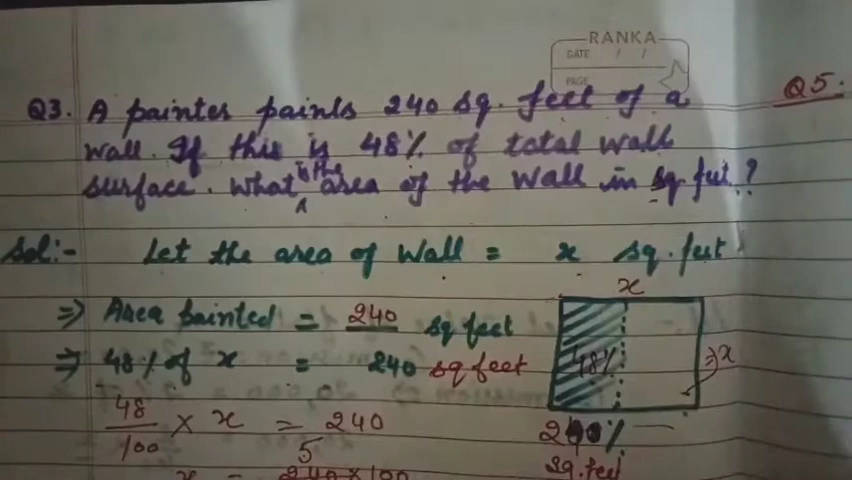 RANKA
DATE / /
PAGE
Q5.
Q3. A painter paints 240 sq. feet of a
wall. If this is 48% of total wall
surface. What is the area of the wall in sq. feet ?
Sol:- Let the area of Wall = x sq. feet
⇒ Area painted = 240 sq feet
⇒ 48% of x = 240 sq feet
48/100 × x = 240
5
x = 240×100
x
48%
⇒ x
sq. feet